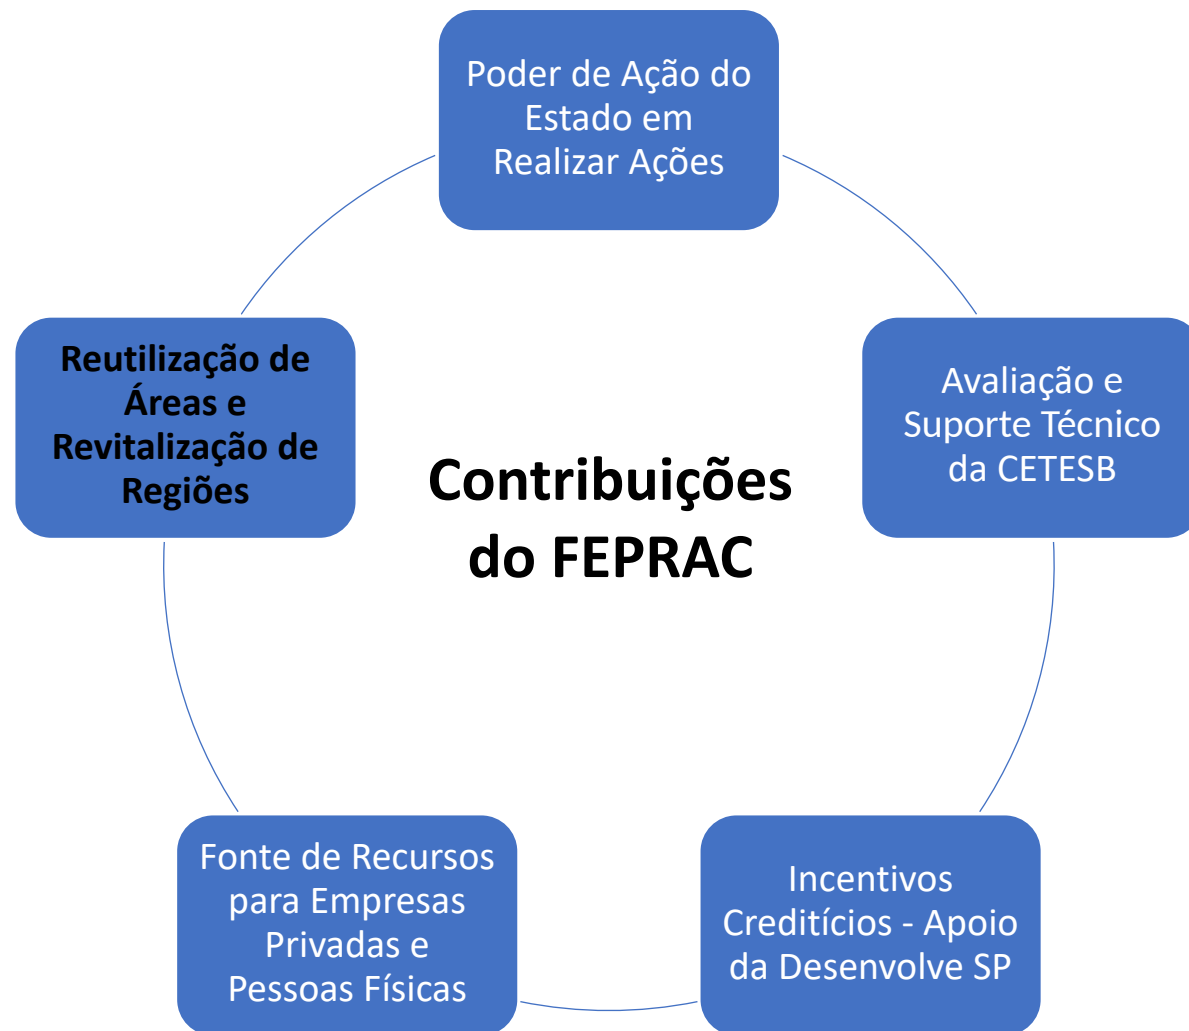 Poder de Ação do
Estado em
Realizar Ações
Reutilização de
Áreas e
Revitalização de
Regiões
Avaliação e
Suporte Técnico
da CETESB
Contribuições
do FEPRAC
Fonte de Recursos
para Empresas
Privadas e
Pessoas Físicas
Incentivos
Creditícios - Apoio
da Desenvolve SP